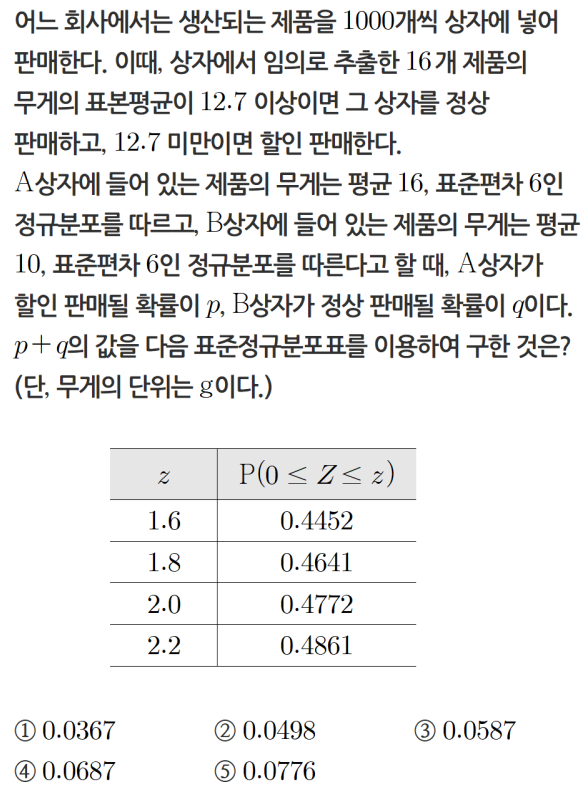 어느 회사에서는 생산되는 제품을 1000개씩 상자에 넣어
판매한다. 이때, 상자에서 임의로 추출한 16개 제품의
무게의 표본평균이 12.7 이상이면 그 상자를 정상
판매하고, 12.7 미만이면 할인 판매한다.
A상자에 들어 있는 제품의 무게는 평균 16, 표준편차 6인
정규분포를 따르고, B상자에 들어 있는 제품의 무게는 평균
10, 표준편차 6인 정규분포를 따른다고 할 때, A상자가
할인 판매될 확률이 p, B상자가 정상 판매될 확률이 q이다.
p+q의 값을 다음 표준정규분포표를 이용하여 구한 것은?
(단, 무게의 단위는 g이다.)
z P(0 ≤ Z ≤ z)
1.6 0.4452
1.8 0.4641
2.0 0.4772
2.2 0.4861
① 0.0367 ② 0.0498 ③ 0.0587
④ 0.0687 ⑤ 0.0776